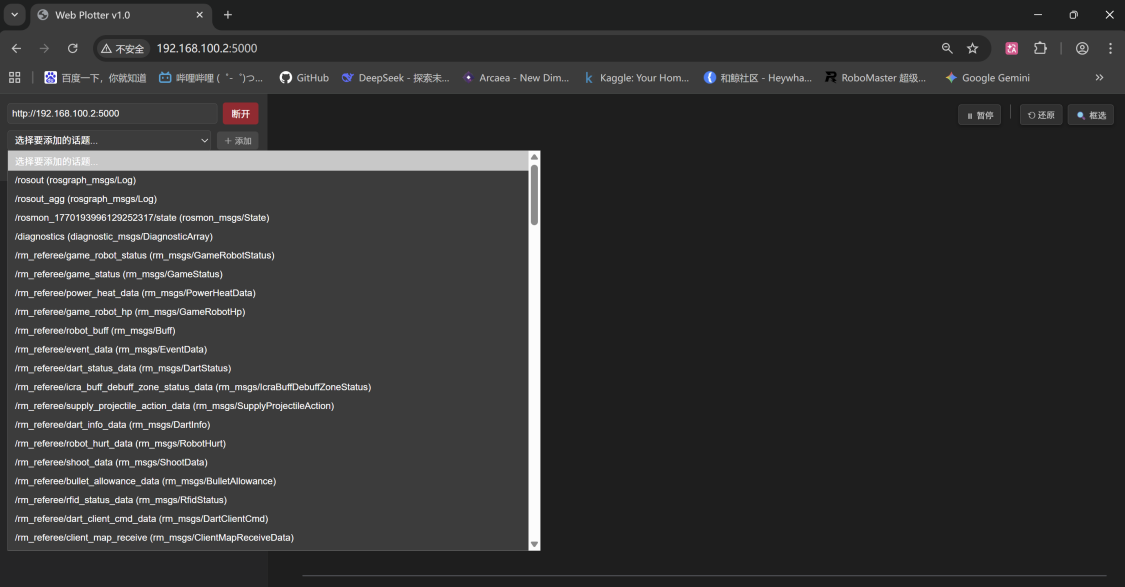 Web Plotter v1.0
不安全 192.168.100.2:5000
百度一下，你就知道 哔哩哔哩 (゜-゜)つ... GitHub DeepSeek - 探索未... Arcaea - New Dim... Kaggle: Your Hom... 和鲸社区 - Heywha... RoboMaster 超级... Google Gemini
http://192.168.100.2:5000 断开 暂停 还原 框选
选择要添加的话题... + 添加
选择要添加的话题...
/rosout (rosgraph_msgs/Log)
/rosout_agg (rosgraph_msgs/Log)
/rosmon_1770193996129252317/state (rosmon_msgs/State)
/diagnostics (diagnostic_msgs/DiagnosticArray)
/rm_referee/game_robot_status (rm_msgs/GameRobotStatus)
/rm_referee/game_status (rm_msgs/GameStatus)
/rm_referee/power_heat_data (rm_msgs/PowerHeatData)
/rm_referee/game_robot_hp (rm_msgs/GameRobotHp)
/rm_referee/robot_buff (rm_msgs/Buff)
/rm_referee/event_data (rm_msgs/EventData)
/rm_referee/dart_status_data (rm_msgs/DartStatus)
/rm_referee/icra_buff_debuff_zone_status_data (rm_msgs/IcraBuffDebuffZoneStatus)
/rm_referee/supply_projectile_action_data (rm_msgs/SupplyProjectileAction)
/rm_referee/dart_info_data (rm_msgs/DartInfo)
/rm_referee/robot_hurt_data (rm_msgs/RobotHurt)
/rm_referee/shoot_data (rm_msgs/ShootData)
/rm_referee/bullet_allowance_data (rm_msgs/BulletAllowance)
/rm_referee/rfid_status_data (rm_msgs/RfidStatus)
/rm_referee/dart_client_cmd_data (rm_msgs/DartClientCmd)
/rm_referee/client_map_receive (rm_msgs/ClientMapReceiveData)